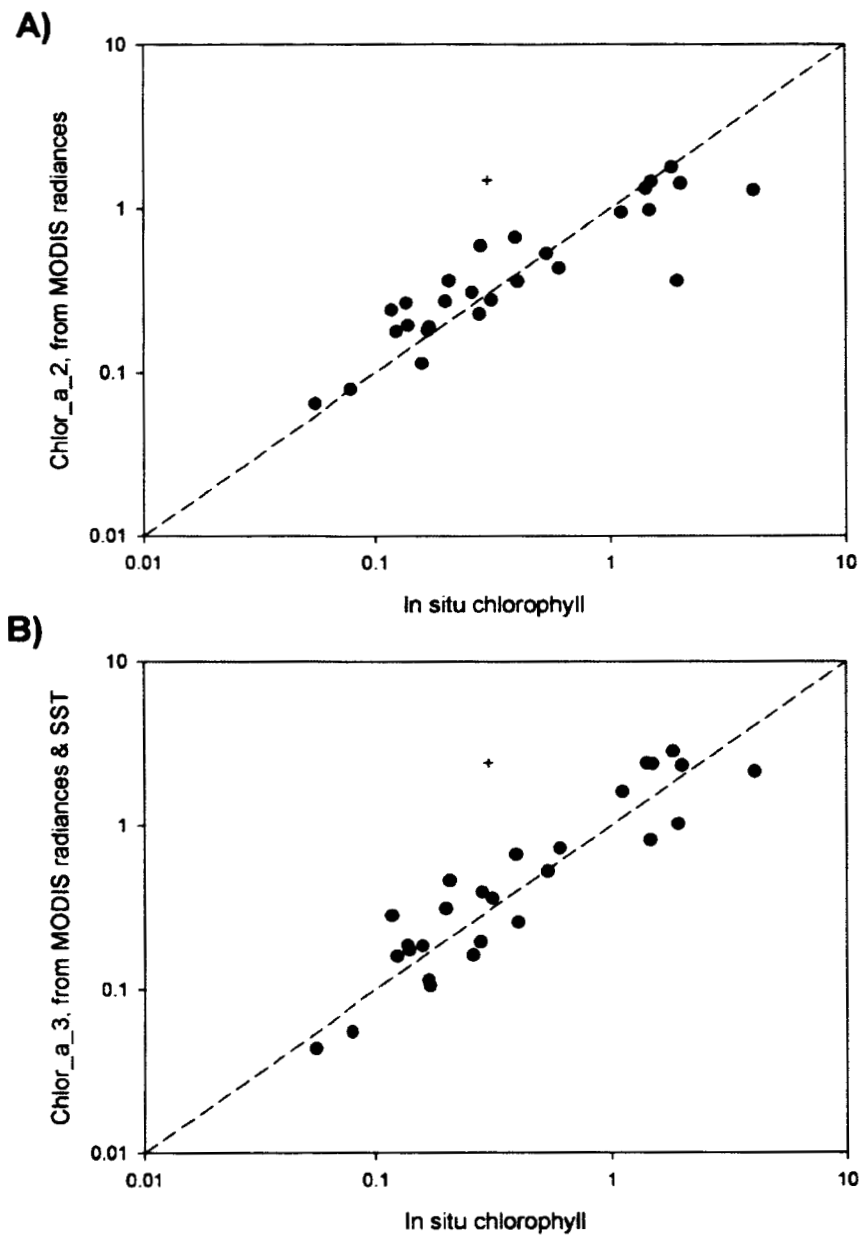 A)
10
1
0.1
0.01
Chlor_a_2, from MODIS radiances
0.01 0.1 1 10
In situ chlorophyll
B)
10
1
0.1
0.01
Chlor_a_3, from MODIS radiances & SST
0.01 0.1 1 10
In situ chlorophyll